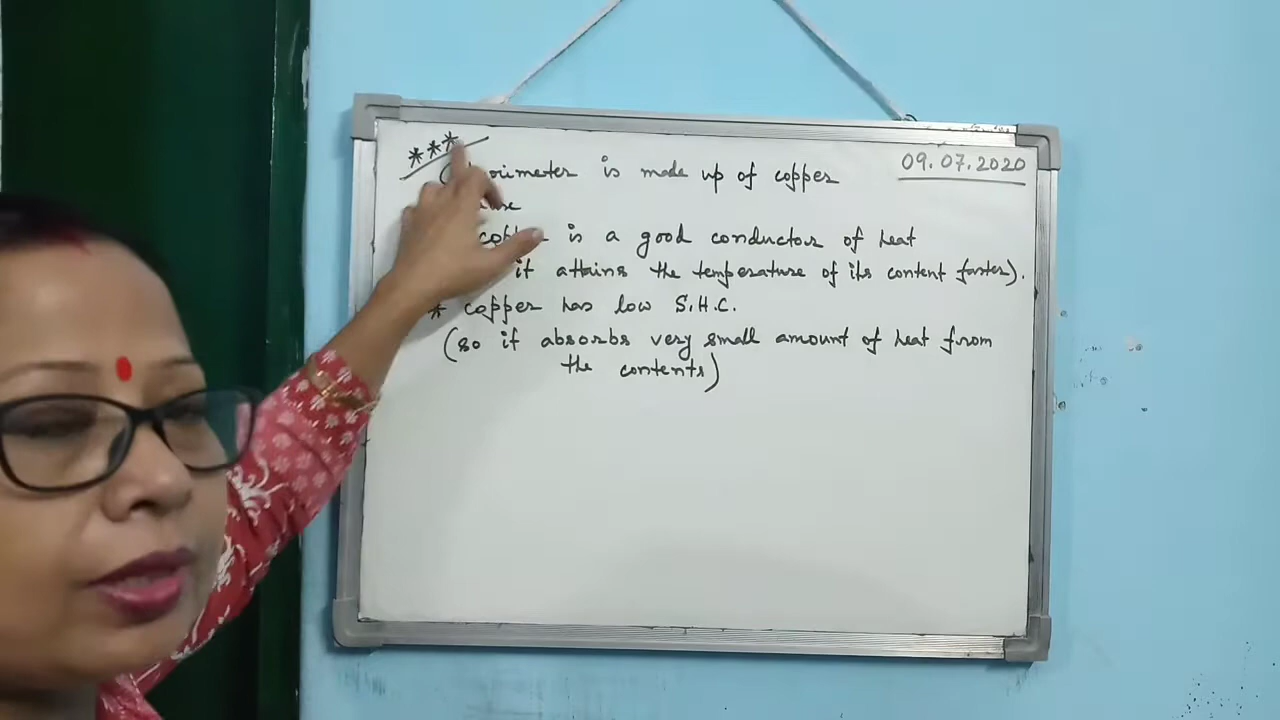 ***
09.07.2020
is made up of copper
is a good conductor of heat
it attains the temperature of its content faster).
* copper has low S.H.C.
(so it absorbs very small amount of heat from
the contents)